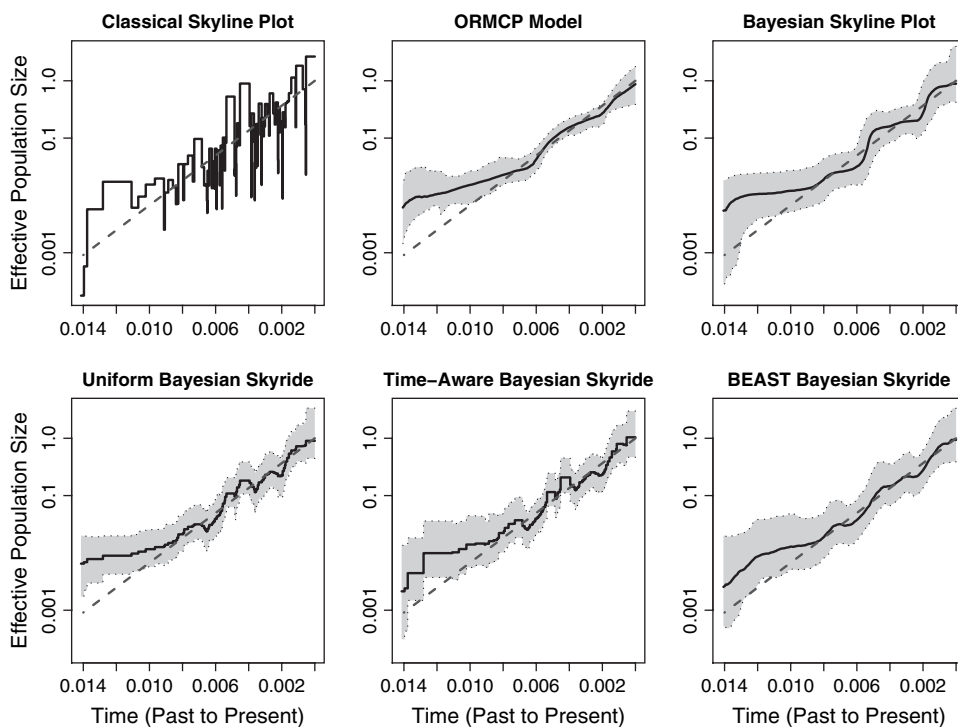 Classical Skyline Plot
ORMCP Model
Bayesian Skyline Plot
Effective Population Size
1.0
0.1
0.001
1.0
0.1
0.001
1.0
0.1
0.001
0.014 0.010 0.006 0.002
0.014 0.010 0.006 0.002
0.014 0.010 0.006 0.002
Uniform Bayesian Skyride
Time−Aware Bayesian Skyride
BEAST Bayesian Skyride
Effective Population Size
1.0
0.1
0.001
1.0
0.1
0.001
1.0
0.1
0.001
0.014 0.010 0.006 0.002
0.014 0.010 0.006 0.002
0.014 0.010 0.006 0.002
Time (Past to Present)
Time (Past to Present)
Time (Past to Present)